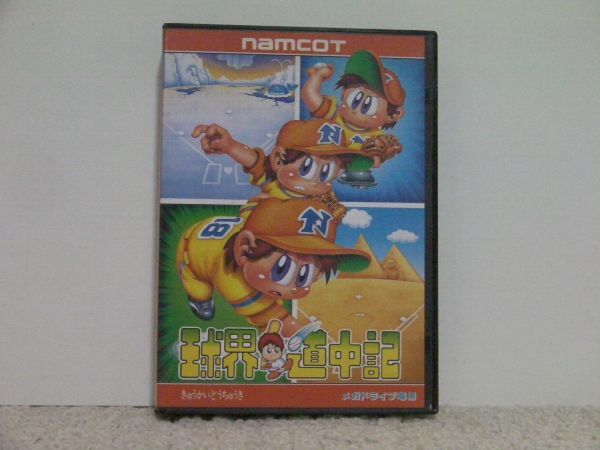 namcot
N
N
18
球界道中記
きゅうかいどうちゅうき
メガドライブ専用